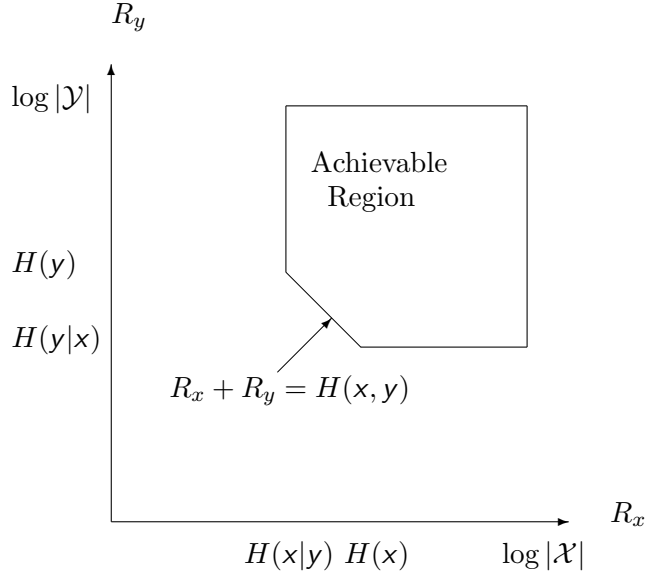 R_y
log |𝒴|
Achievable
Region
H(y)
H(y|x)
R_x + R_y = H(x, y)
R_x
H(x|y) H(x) log |𝒳|